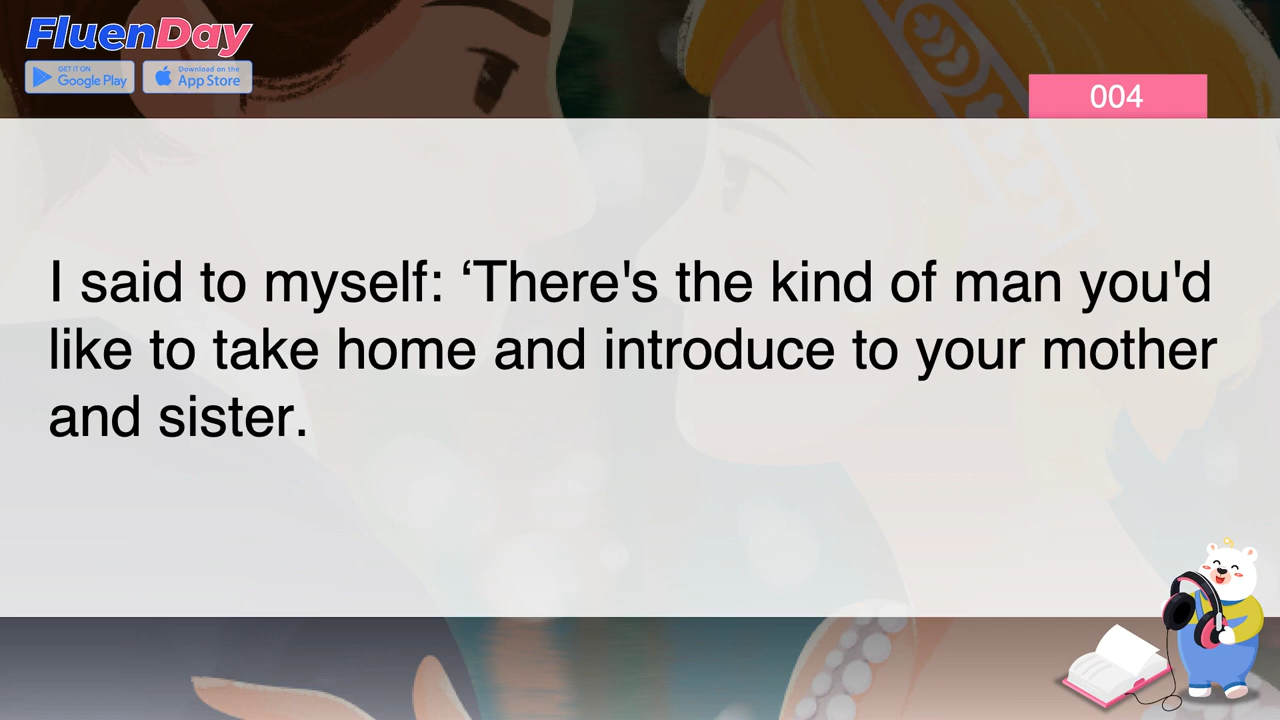 FluenDay
GET IT ON
Google Play
Download on the
App Store
004
I said to myself: ‘There's the kind of man you'd
like to take home and introduce to your mother
and sister.